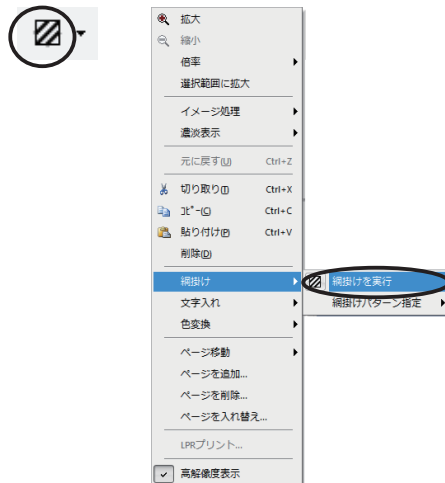 拡大
縮小
倍率
選択範囲に拡大
イメージ処理
濃淡表示
元に戻す(U) Ctrl+Z
切り取り(T) Ctrl+X
ｺﾋﾟｰ(C) Ctrl+C
貼り付け(P) Ctrl+V
削除(D)
網掛け
網掛けを実行
文字入れ
網掛けパターン指定
色変換
ページ移動
ページを追加...
ページを削除...
ページを入れ替え...
LPRプリント...
高解像度表示